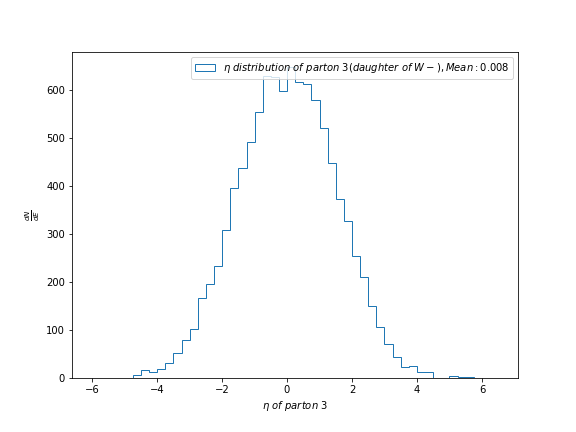 η distribution of parton 3(daughter of W−), Mean : 0.008
600
500
400
300
200
100
0
dN/dE
−6 −4 −2 0 2 4 6
η of parton 3